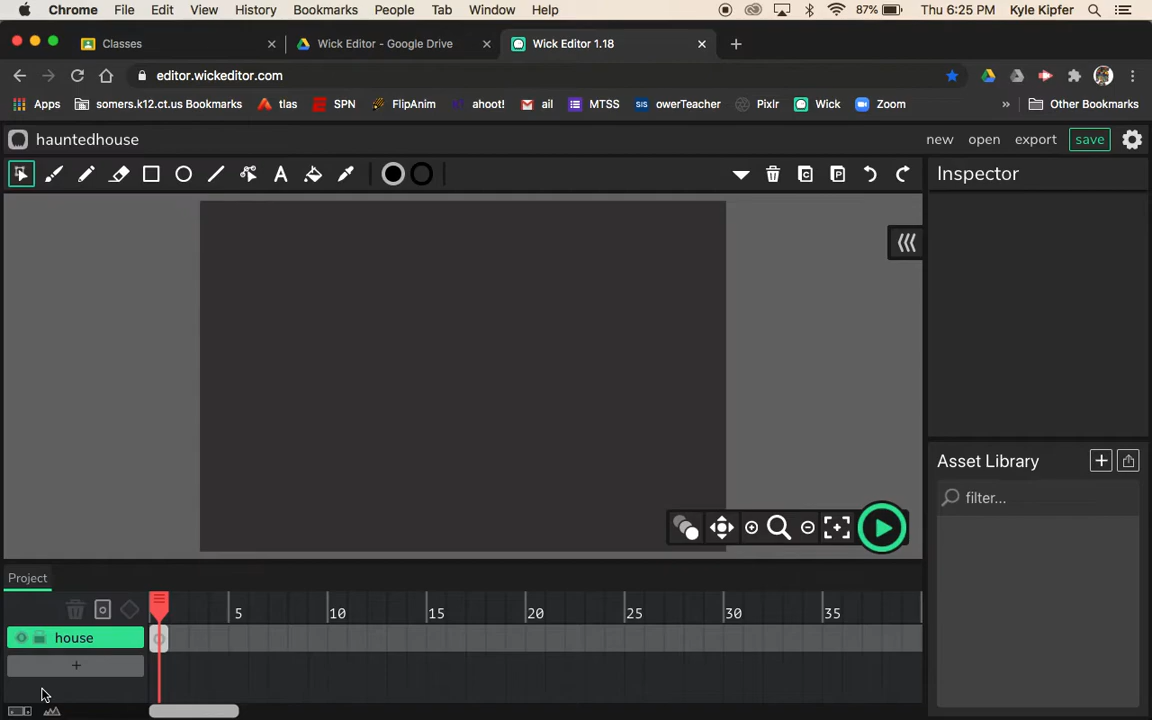 Chrome File Edit View History Bookmarks People Tab Window Help 87% Thu 6:25 PM Kyle Kipfer
Classes Wick Editor - Google Drive Wick Editor 1.18
editor.wickeditor.com
Apps somers.k12.ct.us Bookmarks tlas SPN FlipAnim ahoot! ail MTSS SIS owerTeacher Pixlr Wick Zoom » Other Bookmarks
hauntedhouse new open export save
A C P Inspector
Asset Library
filter...
Project
5 10 15 20 25 30 35
house
+